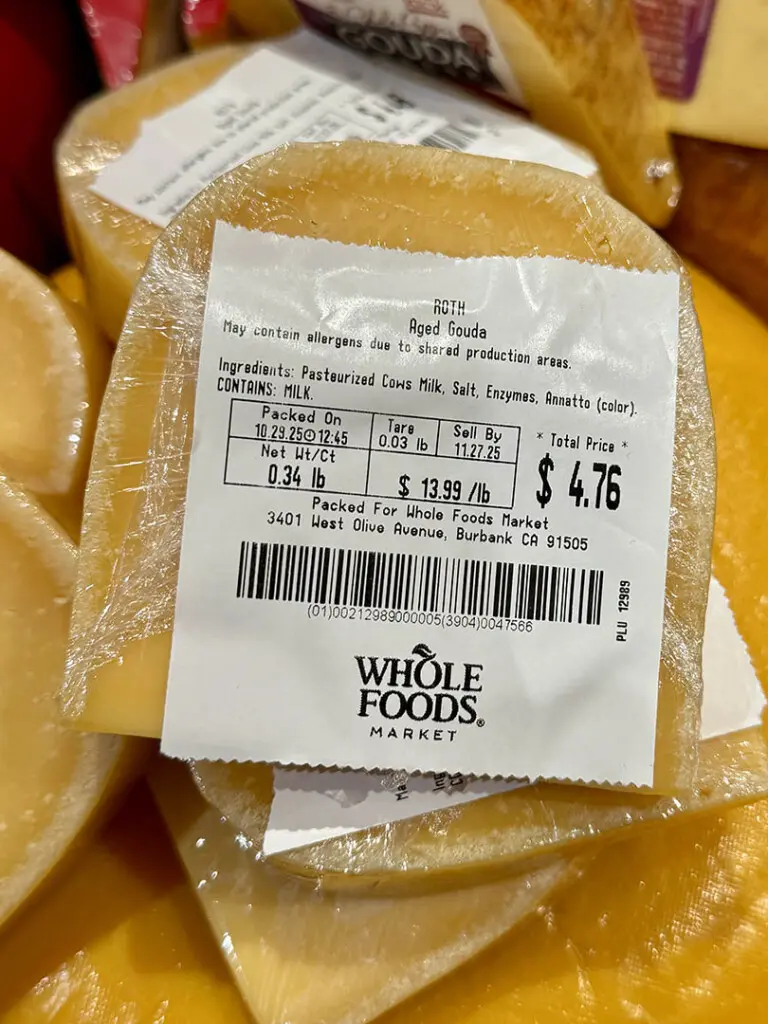 GOUDA
ROTH
Aged Gouda
May contain allergens due to shared production areas.
Ingredients: Pasteurized Cows Milk, Salt, Enzymes, Annatto (color).
CONTAINS: MILK.
Packed On
10.29.25 12:45
Tare
0.03 lb
Sell By
11.27.25
* Total Price *
$ 4.76
Net Wt/Ct
0.34 lb
$ 13.99 /lb
Packed For Whole Foods Market
3401 West Olive Avenue, Burbank CA 91505
(01)00212989000005(3904)0047566
PLU 12989
WHOLE
FOODS®
MARKET